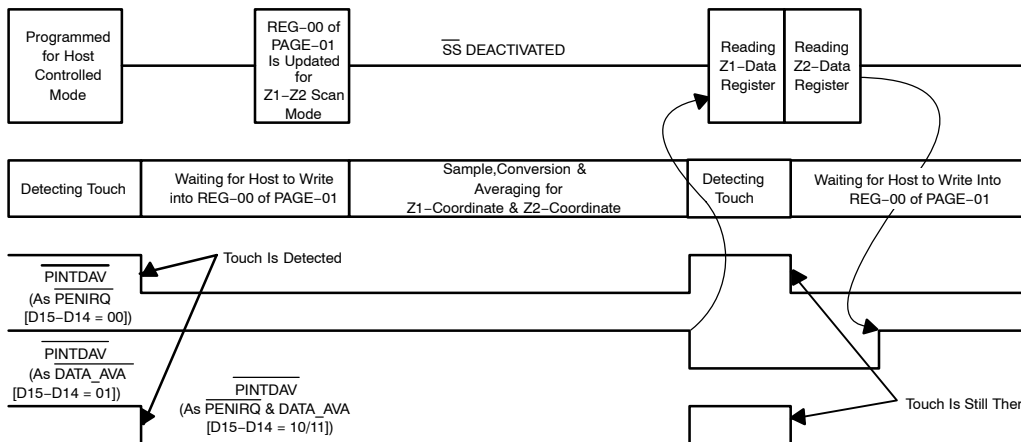 Programmed
for Host
Controlled
Mode
REG−00 of
PAGE−01
Is Updated
for
Z1−Z2 Scan
Mode
SS DEACTIVATED
Reading
Z1−Data
Register
Reading
Z2−Data
Register
Detecting Touch
Waiting for Host to Write
into REG−00 of PAGE−01
Sample,Conversion &
Averaging for
Z1−Coordinate & Z2−Coordinate
Detecting
Touch
Waiting for Host to Write Into
REG−00 of PAGE−01
Touch Is Detected
PINTDAV
(As PENIRQ
[D15−D14 = 00])
PINTDAV
(As DATA_AVA
[D15−D14 = 01])
PINTDAV
(As PENIRQ & DATA_AVA
[D15−D14 = 10/11])
Touch Is Still Ther